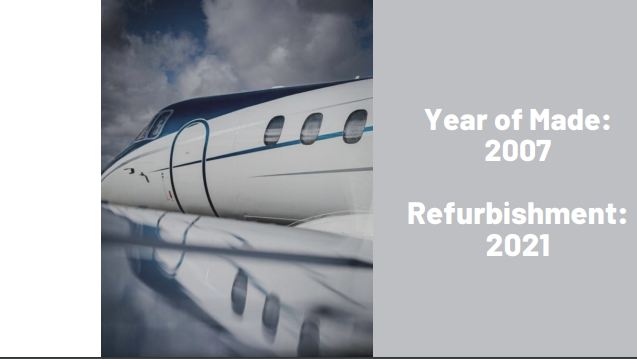 Year of Made:
2007
Refurbishment:
2021